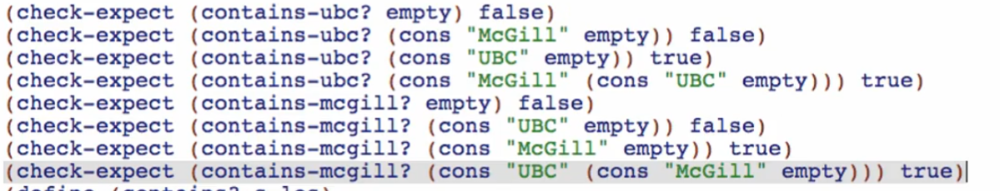 (check-expect (contains-ubc? empty) false)
(check-expect (contains-ubc? (cons "McGill" empty)) false)
(check-expect (contains-ubc? (cons "UBC" empty)) true)
(check-expect (contains-ubc? (cons "McGill" (cons "UBC" empty))) true)
(check-expect (contains-mcgill? empty) false)
(check-expect (contains-mcgill? (cons "UBC" empty)) false)
(check-expect (contains-mcgill? (cons "McGill" empty)) true)
(check-expect (contains-mcgill? (cons "UBC" (cons "McGill" empty))) true)